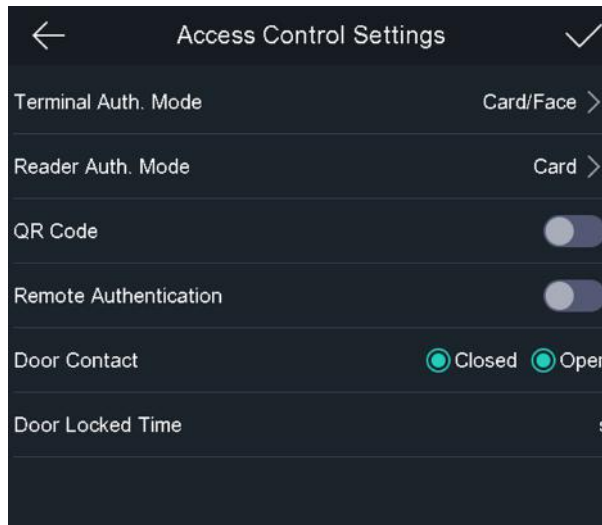 Access Control Settings
Terminal Auth. Mode Card/Face
Reader Auth. Mode Card
QR Code
Remote Authentication
Door Contact Closed Open
Door Locked Time s